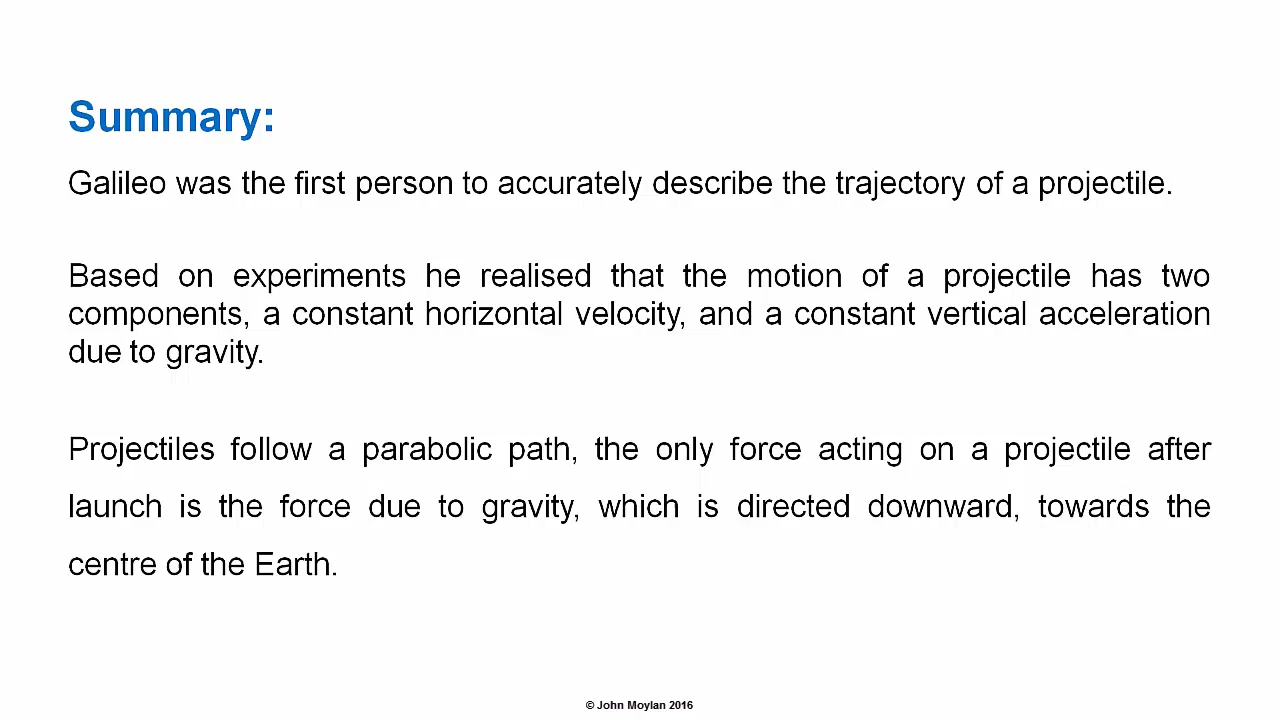 Summary:
Galileo was the first person to accurately describe the trajectory of a projectile.
Based on experiments he realised that the motion of a projectile has two
components, a constant horizontal velocity, and a constant vertical acceleration
due to gravity.
Projectiles follow a parabolic path, the only force acting on a projectile after
launch is the force due to gravity, which is directed downward, towards the
centre of the Earth.
© John Moylan 2016